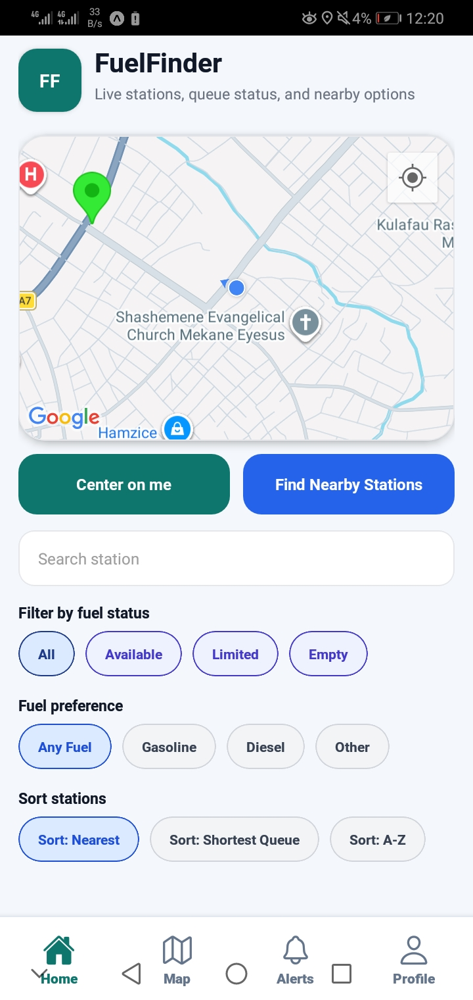 4G 4G 33 B/s 4% 12:20
FF
FuelFinder
Live stations, queue status, and nearby options
H
Kulafau Ras
M
A7
Shashemene Evangelical
Church Mekane Eyesus
Google
Hamzice
Center on me
Find Nearby Stations
Search station
Filter by fuel status
All
Available
Limited
Empty
Fuel preference
Any Fuel
Gasoline
Diesel
Other
Sort stations
Sort: Nearest
Sort: Shortest Queue
Sort: A-Z
Home
Map
Alerts
Profile